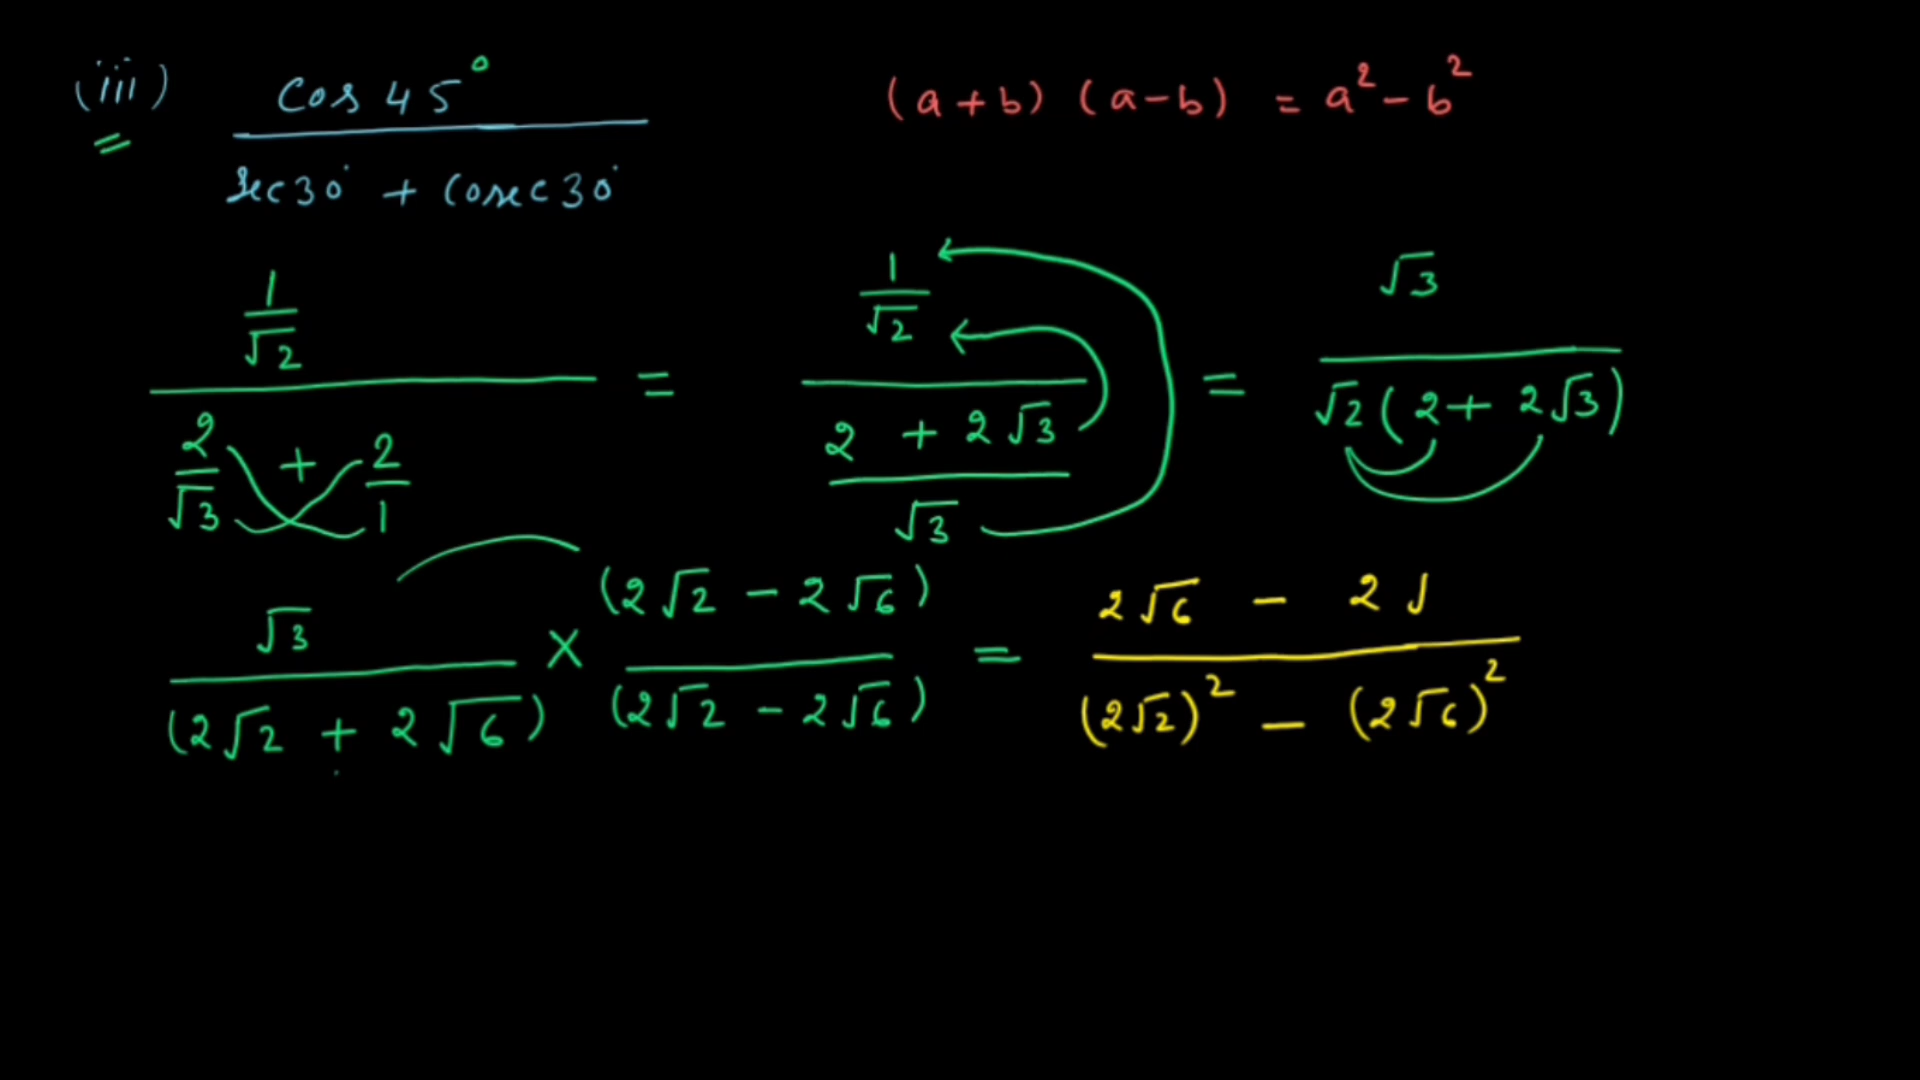 (iii) cos 45° / sec 30° + cosec 30°
(a+b) (a-b) = a² - b²
1/√2 / 2/√3 + 2/1 = 1/√2 / 2 + 2√3 / √3 = √3 / √2 (2 + 2√3)
√3 / (2√2 + 2√6) × (2√2 - 2√6) / (2√2 - 2√6) = 2√6 - 2√ / (2√2)² - (2√6)²